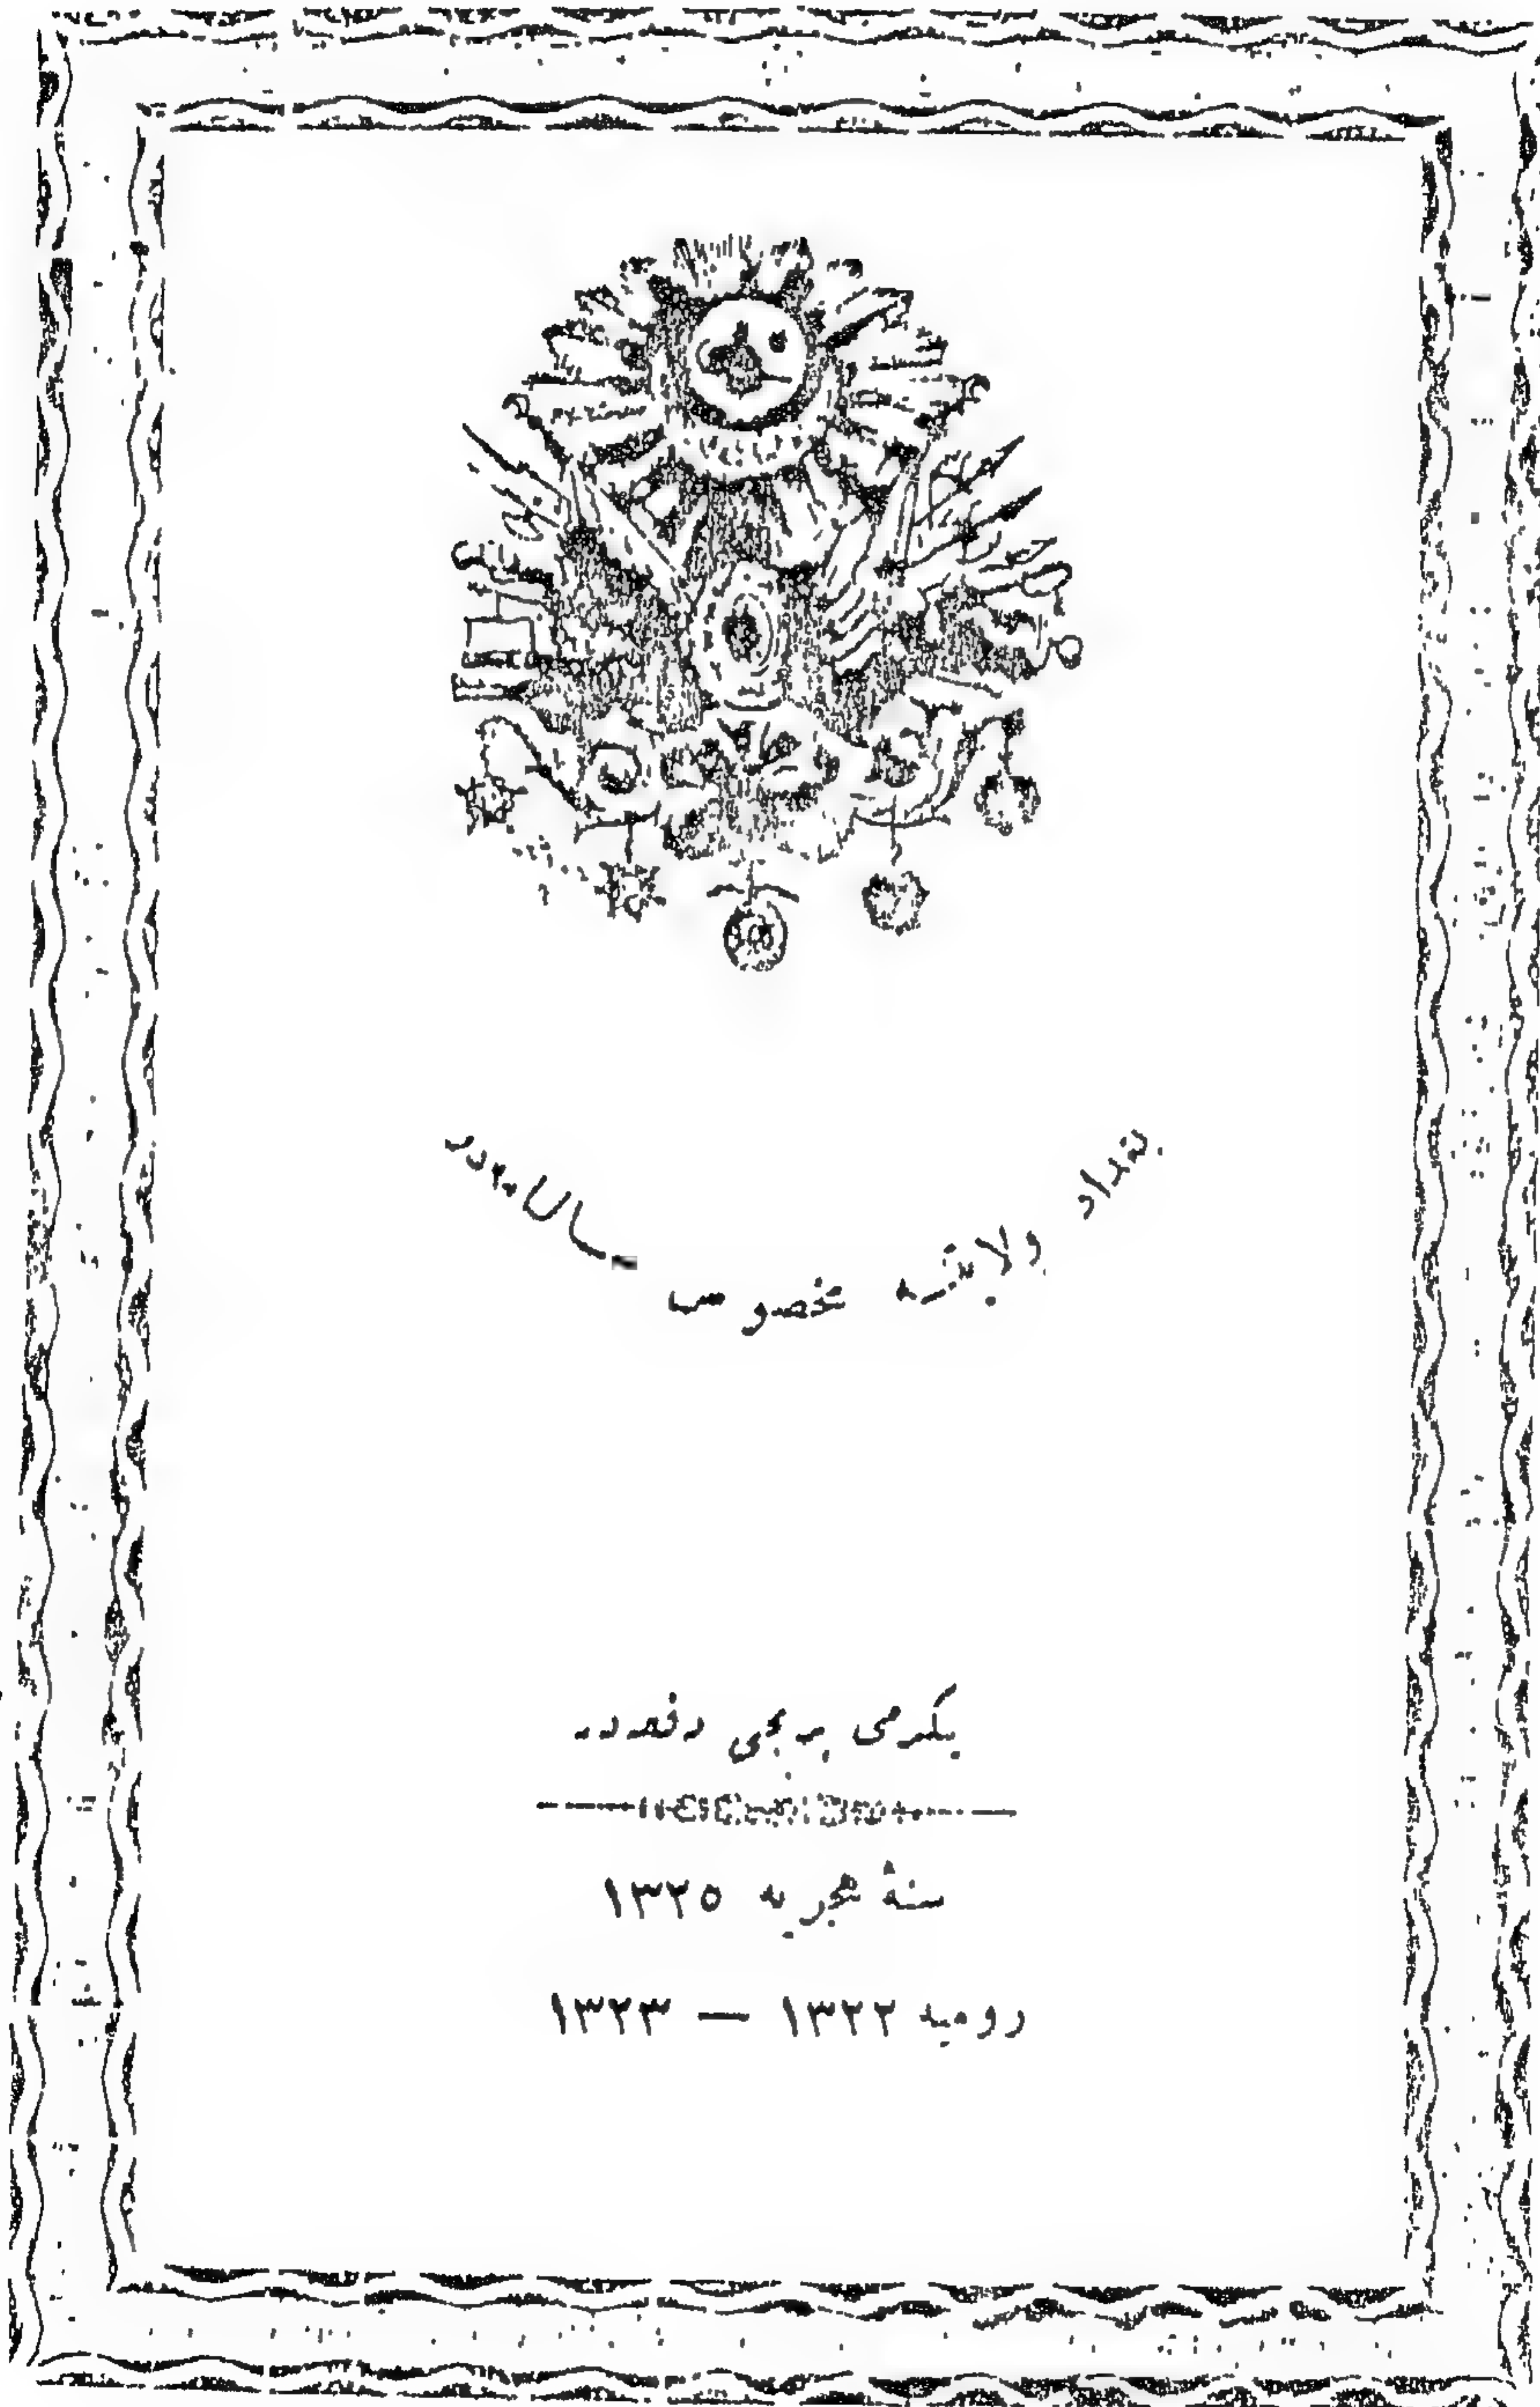 بغداد ولايتنه مخصوص سالنامه‌در
يكرمى برنجى دفعه‌در
سنهٔ هجريه ١٣٢٥
روميه ١٣٢٢ — ١٣٢٣